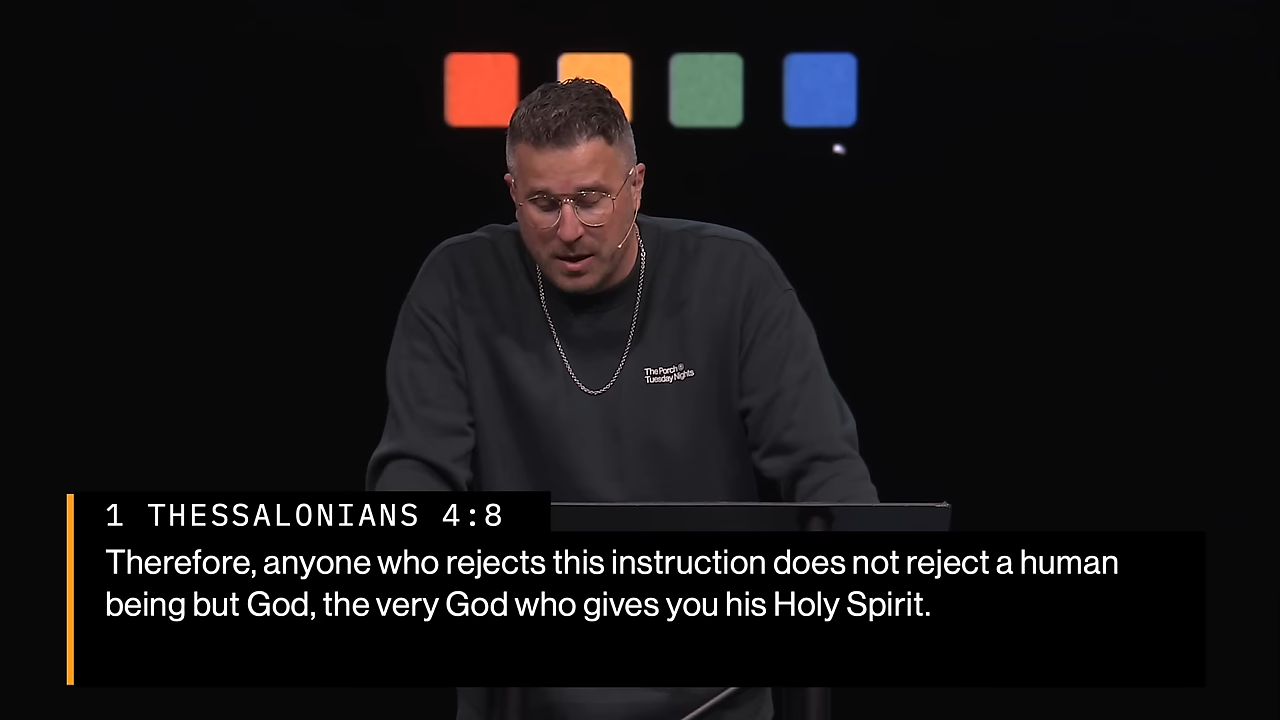 The Porch®
Tuesday Nights
1 THESSALONIANS 4:8
Therefore, anyone who rejects this instruction does not reject a human
being but God, the very God who gives you his Holy Spirit.